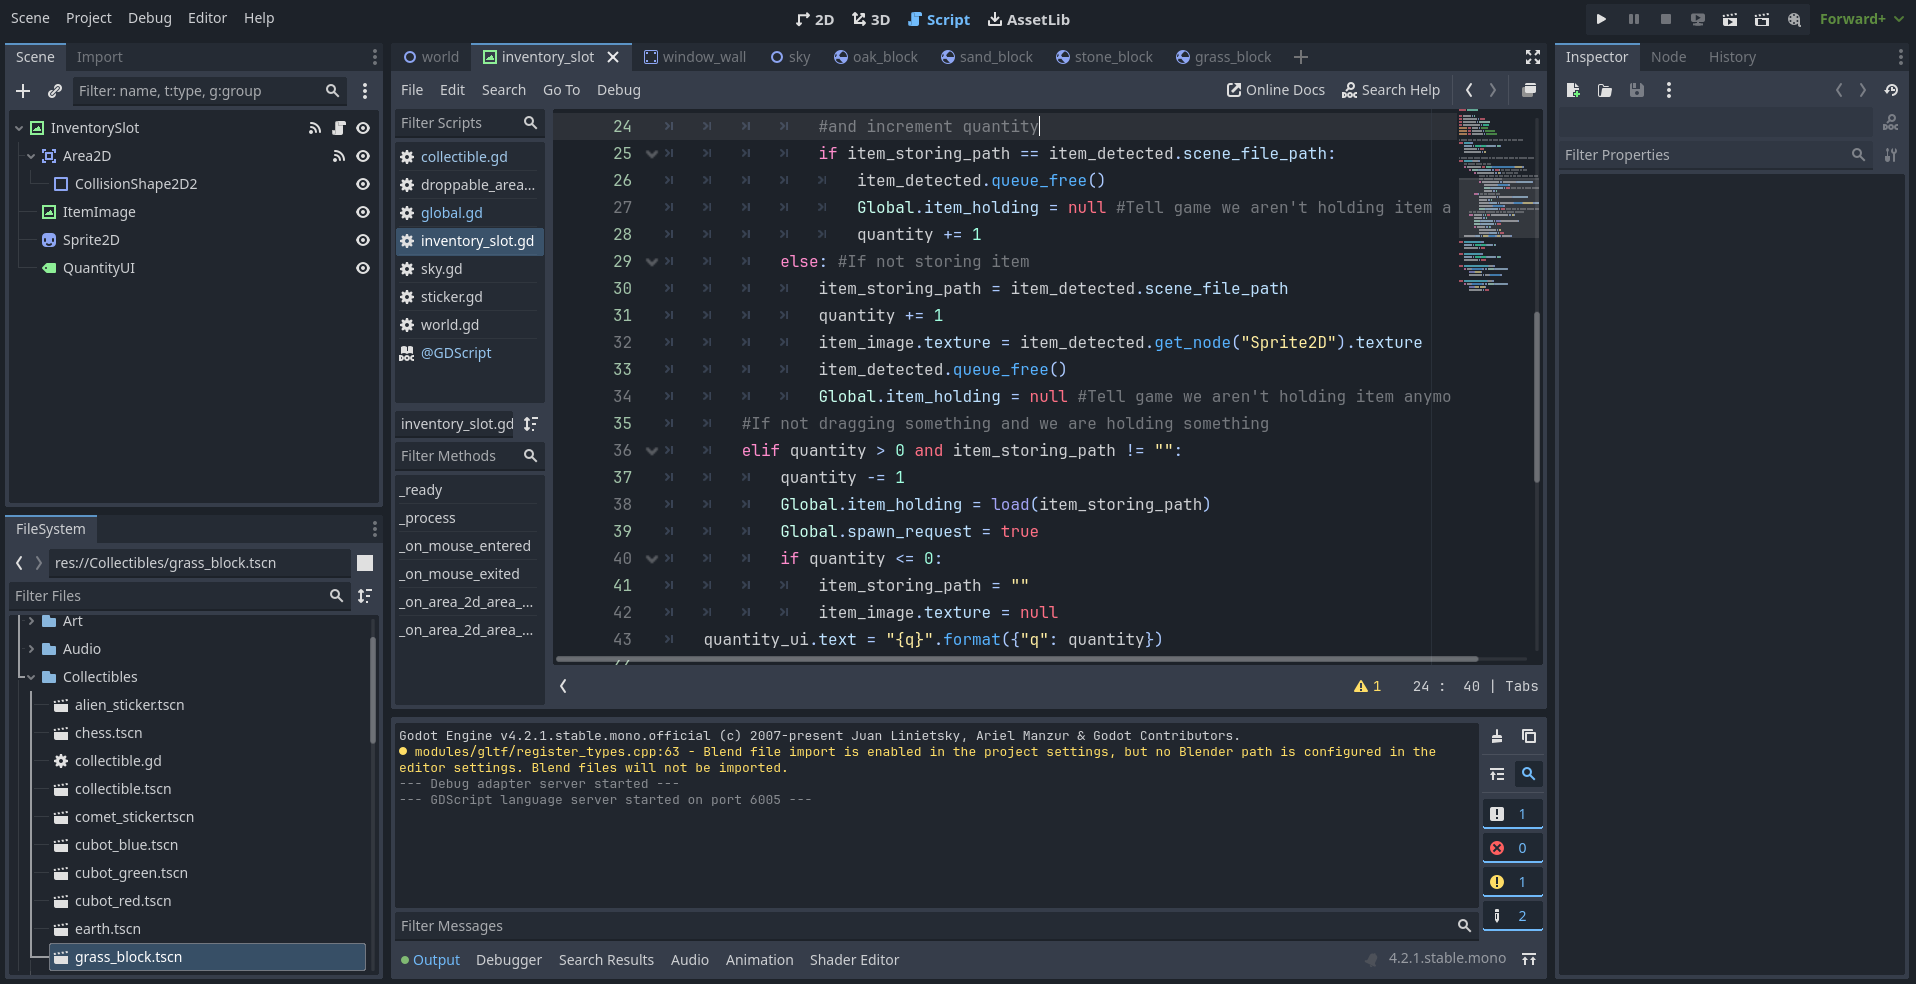 Scene Project Debug Editor Help
2D 3D Script AssetLib
Forward+
Scene Import
Filter: name, t:type, g:group
InventorySlot
Area2D
CollisionShape2D2
ItemImage
Sprite2D
QuantityUI
FileSystem
res://Collectibles/grass_block.tscn
Filter Files
Art
Audio
Collectibles
alien_sticker.tscn
chess.tscn
collectible.gd
collectible.tscn
comet_sticker.tscn
cubot_blue.tscn
cubot_green.tscn
cubot_red.tscn
earth.tscn
grass_block.tscn
world inventory_slot window_wall sky oak_block sand_block stone_block grass_block
File Edit Search Go To Debug
Online Docs Search Help
Filter Scripts
collectible.gd
droppable_area...
global.gd
inventory_slot.gd
sky.gd
sticker.gd
world.gd
@GDScript
inventory_slot.gd
Filter Methods
_ready
_process
_on_mouse_entered
_on_mouse_exited
_on_area_2d_area_...
_on_area_2d_area_...
24 #and increment quantity
25 if item_storing_path == item_detected.scene_file_path:
26 item_detected.queue_free()
27 Global.item_holding = null #Tell game we aren't holding item a
28 quantity += 1
29 else: #If not storing item
30 item_storing_path = item_detected.scene_file_path
31 quantity += 1
32 item_image.texture = item_detected.get_node("Sprite2D").texture
33 item_detected.queue_free()
34 Global.item_holding = null #Tell game we aren't holding item anymo
35 #If not dragging something and we are holding something
36 elif quantity > 0 and item_storing_path != "":
37 quantity -= 1
38 Global.item_holding = load(item_storing_path)
39 Global.spawn_request = true
40 if quantity <= 0:
41 item_storing_path = ""
42 item_image.texture = null
43 quantity_ui.text = "{q}".format({"q": quantity})
1 24 : 40 | Tabs
Godot Engine v4.2.1.stable.mono.official (c) 2007-present Juan Linietsky, Ariel Manzur & Godot Contributors.
modules/gltf/register_types.cpp:63 - Blend file import is enabled in the project settings, but no Blender path is configured in the
editor settings. Blend files will not be imported.
--- Debug adapter server started ---
--- GDScript language server started on port 6005 ---
1
0
1
2
Filter Messages
Output Debugger Search Results Audio Animation Shader Editor
4.2.1.stable.mono
Inspector Node History
Filter Properties